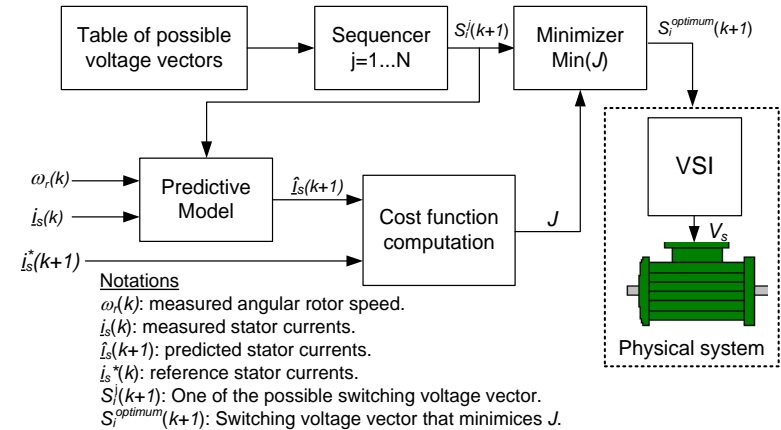 Table of possible
voltage vectors
Sequencer
j=1...N
S_i^j(k+1)
Minimizer
Min(J)
S_i^optimum(k+1)
VSI
V_s
Physical system
ω_r(k)
i_s(k)
Predictive
Model
î_s(k+1)
Cost function
computation
J
i_s^*(k+1)
Notations
ω_r(k): measured angular rotor speed.
i_s(k): measured stator currents.
î_s(k+1): predicted stator currents.
i_s*(k): reference stator currents.
S_i^j(k+1): One of the possible switching voltage vector.
S_i^optimum(k+1): Switching voltage vector that minimices J.